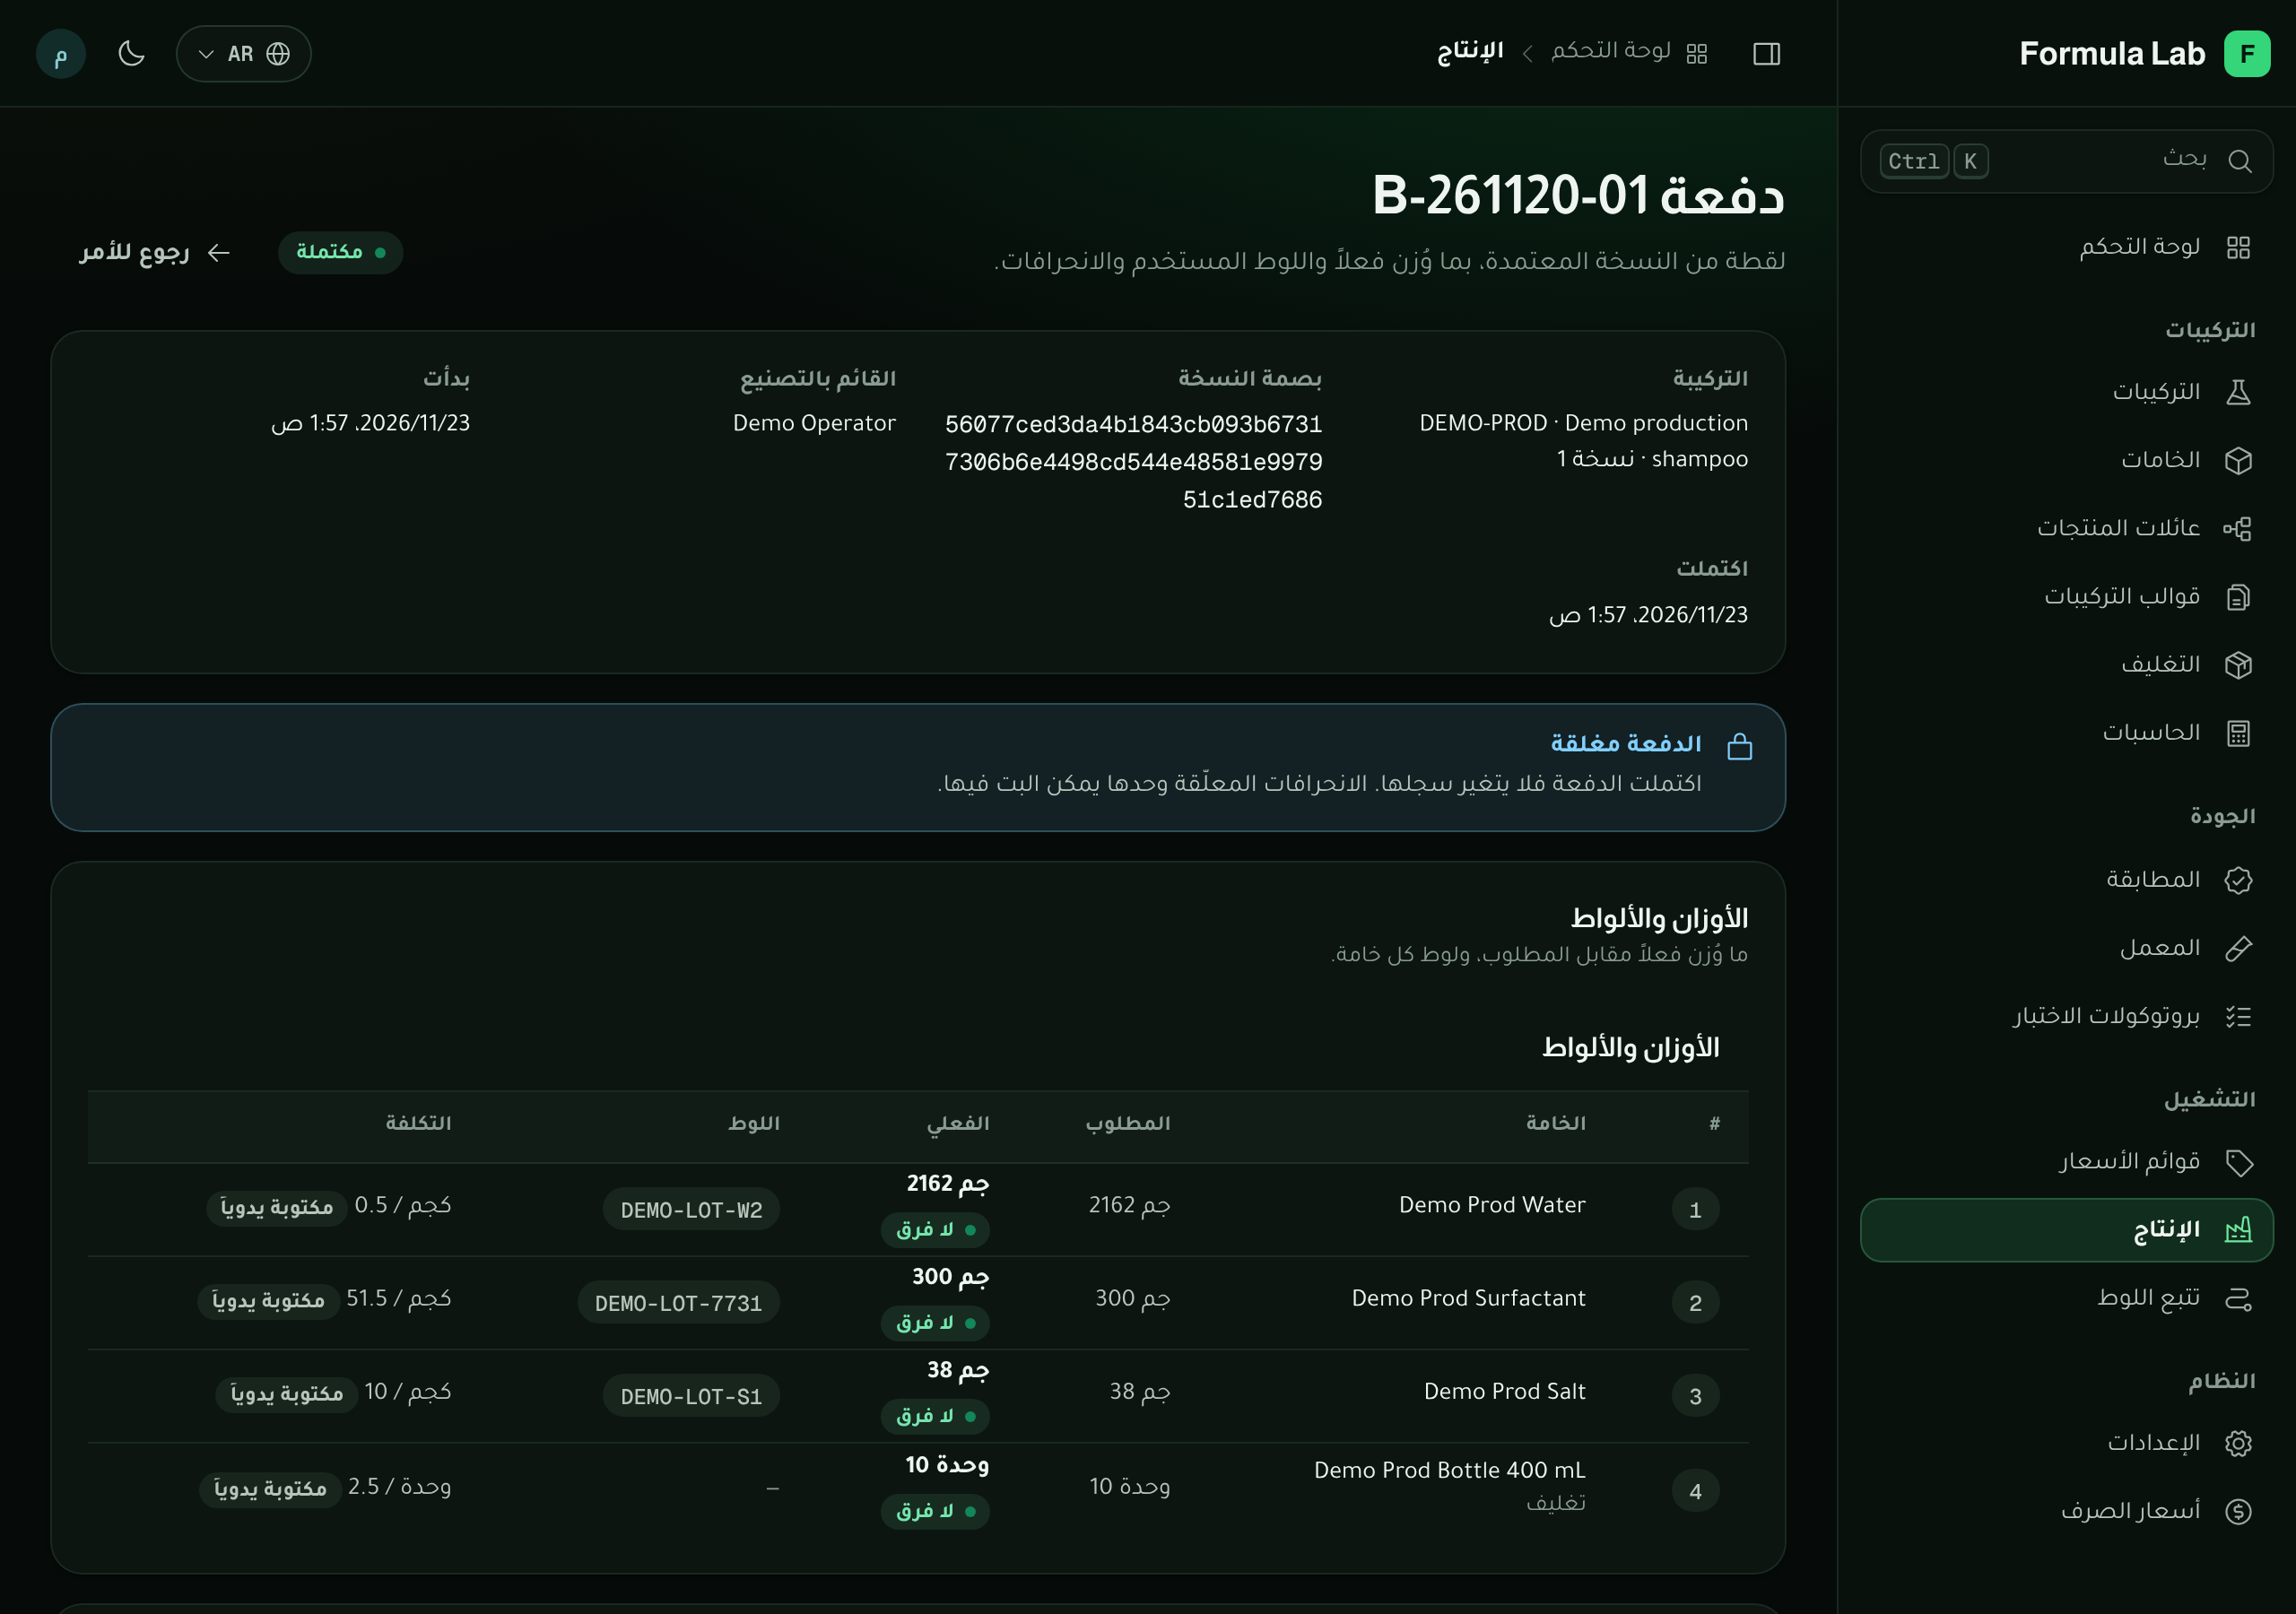 F Formula Lab
بحث
Ctrl K
لوحة التحكم
التركيبات
التركيبات
الخامات
عائلات المنتجات
قوالب التركيبات
التغليف
الحاسبات
الجودة
المطابقة
المعمل
بروتوكولات الاختبار
التشغيل
قوائم الأسعار
الإنتاج
تتبع اللوط
النظام
الإعدادات
أسعار الصرف
لوحة التحكم
الإنتاج
AR
م
دفعة B-261120-01
لقطة من النسخة المعتمدة، بما وُزن فعلاً واللوط المستخدم والانحرافات.
مكتملة
رجوع للأمر
التركيبة
DEMO-PROD · Demo production
shampoo · نسخة 1
بصمة النسخة
56077ced3da4b1843cb093b6731
7306b6e4498cd544e48581e9979
51c1ed7686
القائم بالتصنيع
Demo Operator
بدأت
2026/11/23، 1:57 ص
اكتملت
2026/11/23، 1:57 ص
الدفعة مغلقة
اكتملت الدفعة فلا يتغير سجلها. الانحرافات المعلّقة وحدها يمكن البت فيها.
الأوزان والألواط
ما وُزن فعلاً مقابل المطلوب، ولوط كل خامة.
الأوزان والألواط
# الخامة المطلوب الفعلي اللوط التكلفة
1 Demo Prod Water جم 2162 جم 2162 DEMO-LOT-W2 كجم / 0.5 مكتوبة يدوياً
لا فرق
2 Demo Prod Surfactant جم 300 جم 300 DEMO-LOT-7731 كجم / 51.5 مكتوبة يدوياً
لا فرق
3 Demo Prod Salt جم 38 جم 38 DEMO-LOT-S1 كجم / 10 مكتوبة يدوياً
لا فرق
4 Demo Prod Bottle 400 mL وحدة 10 وحدة 10 – وحدة / 2.5 مكتوبة يدوياً
تغليف لا فرق